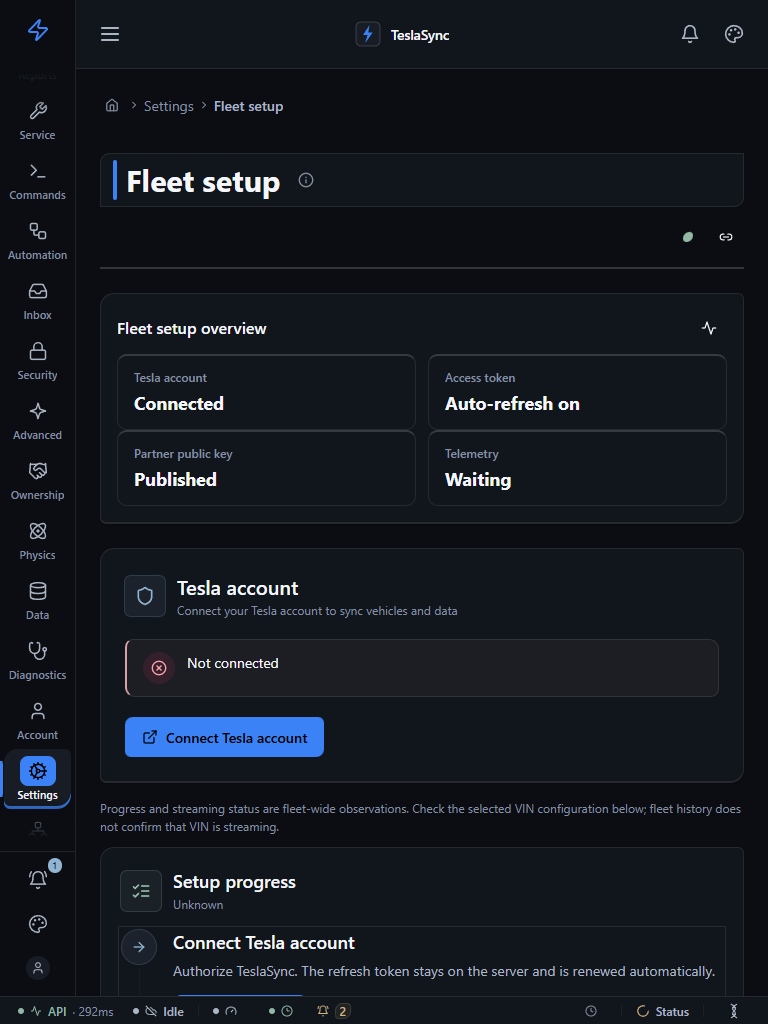 TeslaSync
Settings
Fleet setup
Fleet setup
Service
Commands
Automation
Inbox
Security
Advanced
Ownership
Physics
Data
Diagnostics
Account
Settings
1
Fleet setup overview
Tesla account
Connected
Access token
Auto-refresh on
Partner public key
Published
Telemetry
Waiting
Tesla account
Connect your Tesla account to sync vehicles and data
Not connected
Connect Tesla account
Progress and streaming status are fleet-wide observations. Check the selected VIN configuration below; fleet history does
not confirm that VIN is streaming.
Setup progress
Unknown
Connect Tesla account
Authorize TeslaSync. The refresh token stays on the server and is renewed automatically.
API · 292ms
Idle
2
Status